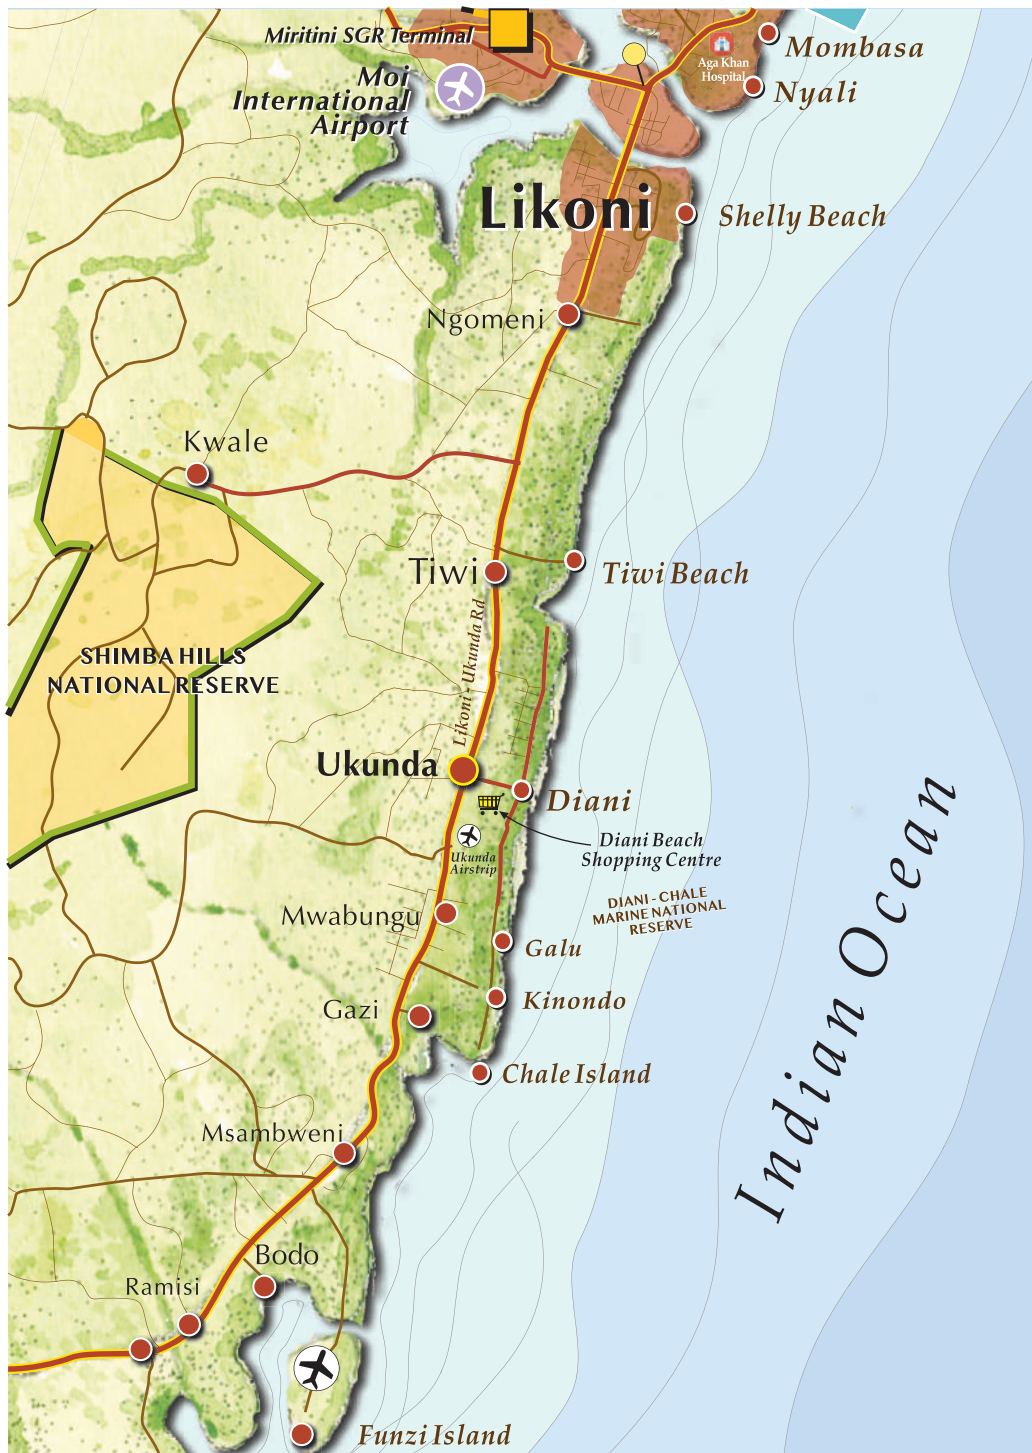 Miritini SGR Terminal
Aga Khan
Hospital
Mombasa
Nyali
Moi
International
Airport
Likoni
Shelly Beach
Ngomeni
Kwale
Tiwi
Tiwi Beach
Likoni - Ukunda Rd
SHIMBA HILLS
NATIONAL RESERVE
Ukunda
Diani
Diani Beach
Shopping Centre
Ukunda
Airstrip
DIANI - CHALE
MARINE NATIONAL
RESERVE
Indian Ocean
Mwabungu
Galu
Kinondo
Gazi
Chale Island
Msambweni
Bodo
Ramisi
Funzi Island